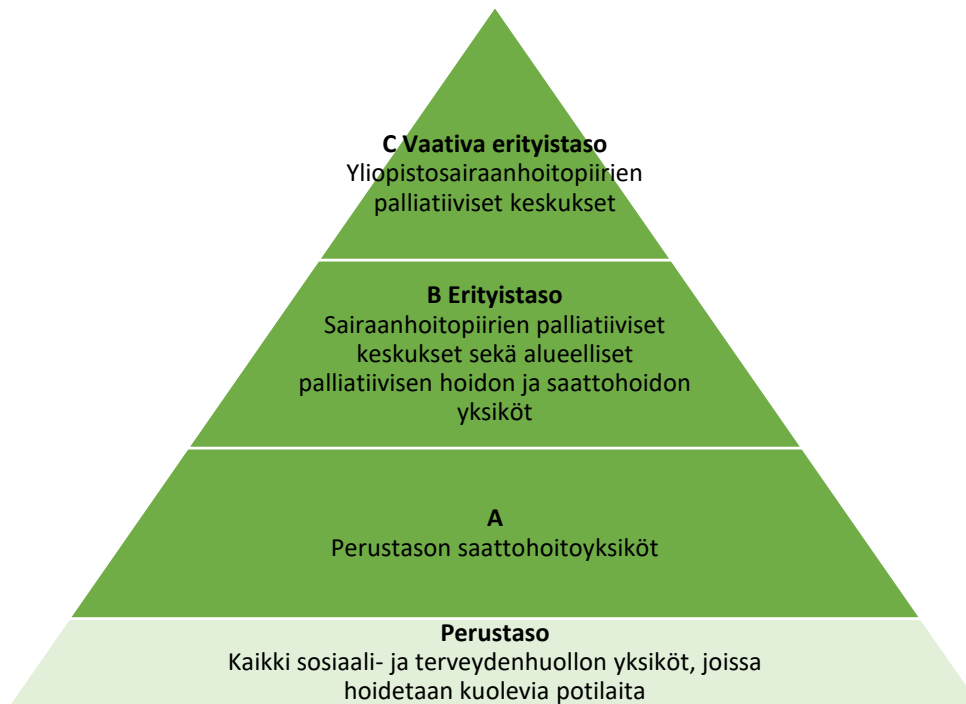 C Vaativa erityistaso
Yliopistosairaanhoitopiirien
palliatiiviset keskukset
B Erityistaso
Sairaanhoitopiirien palliatiiviset
keskukset sekä alueelliset
palliatiivisen hoidon ja saattohoidon
yksiköt
A
Perustason saattohoitoyksiköt
Perustaso
Kaikki sosiaali- ja terveydenhuollon yksiköt, joissa
hoidetaan kuolevia potilaita